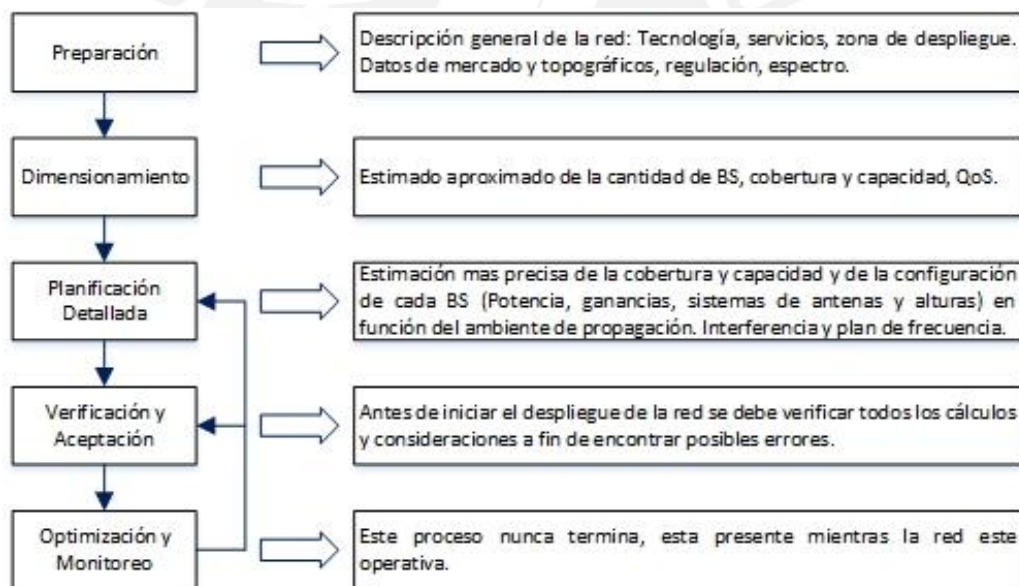 Preparación
Descripción general de la red: Tecnología, servicios, zona de despliegue.
Datos de mercado y topográficos, regulación, espectro.
Dimensionamiento
Estimado aproximado de la cantidad de BS, cobertura y capacidad, QoS.
Planificación
Detallada
Estimación mas precisa de la cobertura y capacidad y de la configuración
de cada BS (Potencia, ganancias, sistemas de antenas y alturas) en
función del ambiente de propagación. Interferencia y plan de frecuencia.
Verificación y
Aceptación
Antes de iniciar el despliegue de la red se debe verificar todos los cálculos
y consideraciones a fin de encontrar posibles errores.
Optimización y
Monitoreo
Este proceso nunca termina, esta presente mientras la red este
operativa.